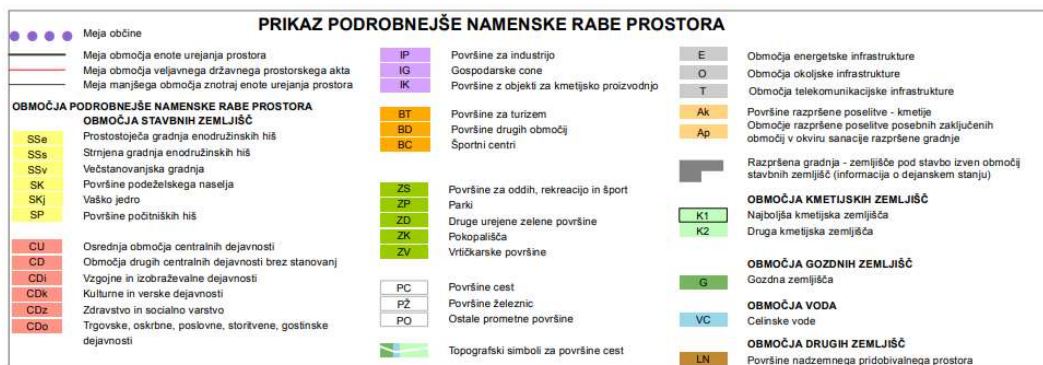 PRIKAZ PODROBNEJŠE NAMENSKE RABE PROSTORA
Meja občine
Meja območja enote urejanja prostora
Meja območja veljavnega državnega prostorskega akta
Meja manjšega območja znotraj enote urejanja prostora
OBMOČJA PODROBNEJŠE NAMENSKE RABE PROSTORA
OBMOČJA STAVBNIH ZEMLJIŠČ
SSe Prostostoječa gradnja enodružinskih hiš
SSs Strnjena gradnja enodružinskih hiš
SSv Večstanovanjska gradnja
SK Površine podeželskega naselja
SKj Vaško jedro
SP Površine počitniških hiš
CU Osrednja območja centralnih dejavnosti
CD Območja drugih centralnih dejavnosti brez stanovanj
CDi Vzgojne in izobraževalne dejavnosti
CDk Kulturne in verske dejavnosti
CDz Zdravstvo in socialno varstvo
CDo Trgovske, oskrbne, poslovne, storitvene, gostinske
dejavnosti
IP Površine za industrijo
IG Gospodarske cone
IK Površine z objekti za kmetijsko proizvodnjo
BT Površine za turizem
BD Površine drugih območij
BC Športni centri
ZS Površine za oddih, rekreacijo in šport
ZP Parki
ZD Druge urejene zelene površine
ZK Pokopališča
ZV Vrtičkarske površine
PC Površine cest
PŽ Površine železnic
PO Ostale prometne površine
Topografski simboli za površine cest
E Območja energetske infrastrukture
O Območja okoljske infrastrukture
T Območja telekomunikacijske infrastrukture
Ak Površine razpršene poselitve - kmetije
Ap Območje razpršene poselitve posebnih zaključenih
območij v okviru sanacije razpršene gradnje
Razpršena gradnja - zemljišče pod stavbo izven območij
stavbnih zemljišč (informacija o dejanskem stanju)
OBMOČJA KMETIJSKIH ZEMLJIŠČ
K1 Najboljša kmetijska zemljišča
K2 Druga kmetijska zemljišča
OBMOČJA GOZDNIH ZEMLJIŠČ
G Gozdna zemljišča
OBMOČJA VODA
VC Celinske vode
OBMOČJA DRUGIH ZEMLJIŠČ
LN Površine nadzemnega pridobivalnega prostora